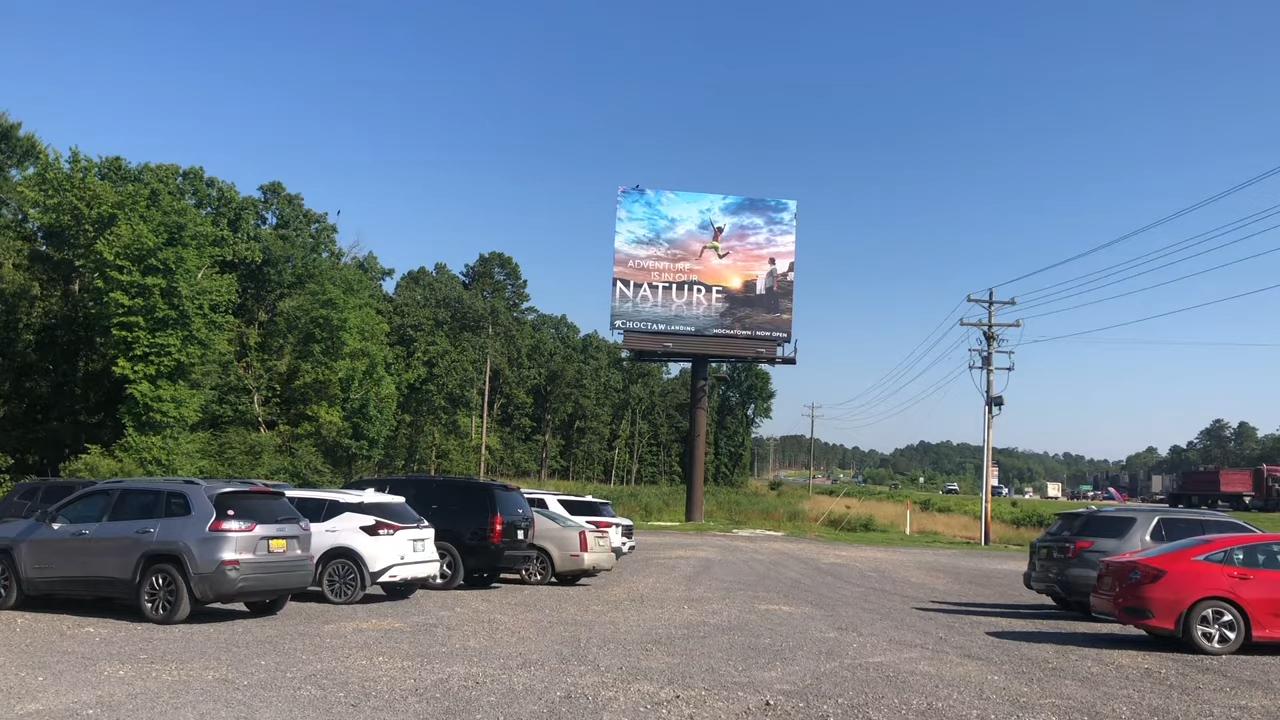 ADVENTURE
IS IN OUR
NATURE
CHOCTAW LANDING
HOCHATOWN | NOW OPEN